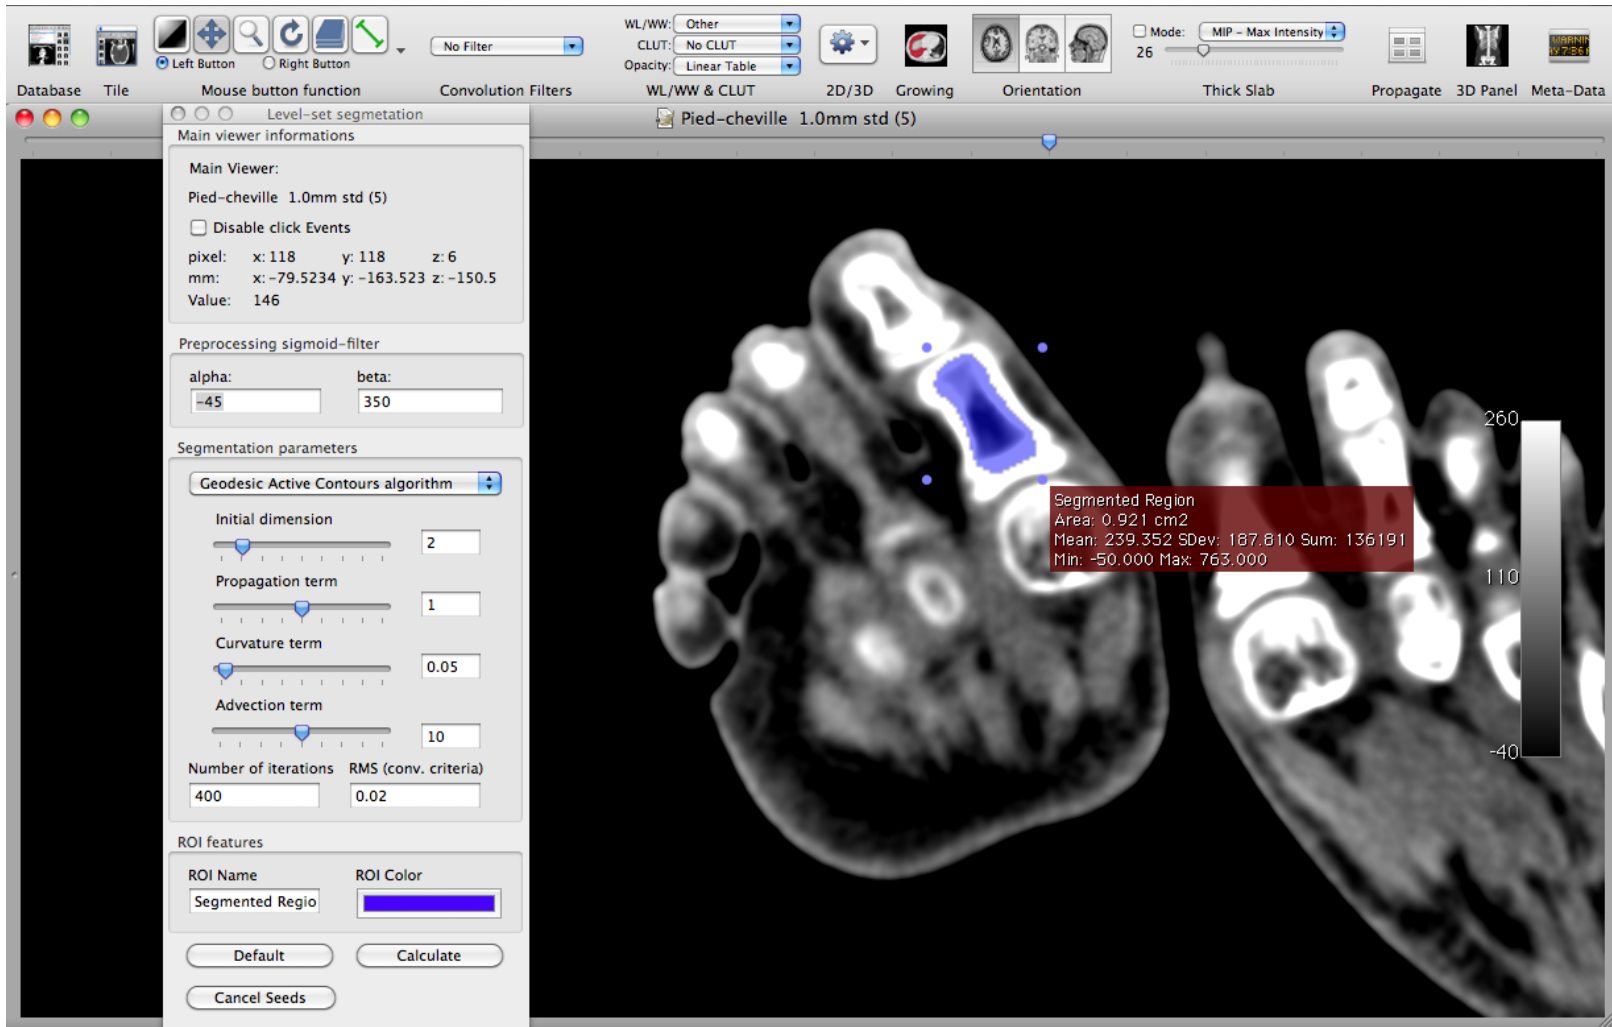 WL/WW: Other
CLUT: No CLUT
Opacity: Linear Table
No Filter
Mode: MIP - Max Intensity
26
Left Button Right Button
Database Tile Mouse button function Convolution Filters WL/WW & CLUT 2D/3D Growing Orientation Thick Slab Propagate 3D Panel Meta-Data
Level-set segmetation
Pied-cheville 1.0mm std (5)
Main viewer informations
Main Viewer:
Pied-cheville 1.0mm std (5)
Disable click Events
pixel: x: 118 y: 118 z: 6
mm: x: -79.5234 y: -163.523 z: -150.5
Value: 146
Preprocessing sigmoid-filter
alpha: beta:
-45 350
Segmentation parameters
Geodesic Active Contours algorithm
Initial dimension
2
Propagation term
1
Curvature term
0.05
Advection term
10
Number of iterations RMS (conv. criteria)
400 0.02
ROI features
ROI Name ROI Color
Segmented Regio
Default Calculate
Cancel Seeds
Segmented Region
Area: 0.921 cm2
Mean: 239.352 SDev: 187.810 Sum: 136191
Min: -50.000 Max: 763.000
260
110
-40